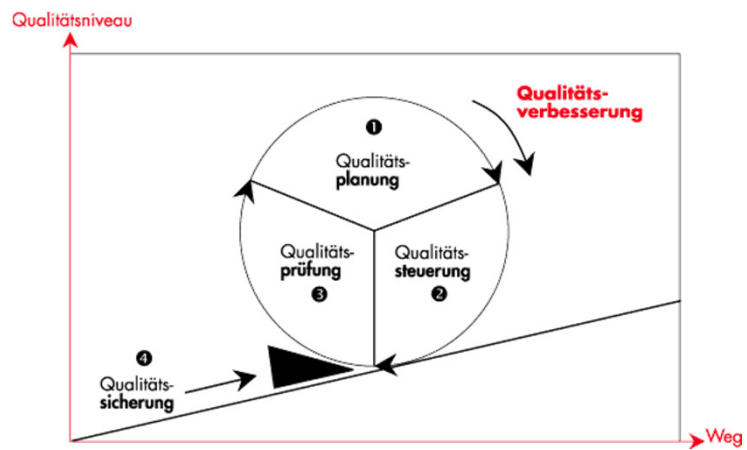 Qualitätsniveau
Qualitäts-
verbesserung
❶
Qualitäts-
planung
Qualitäts-
prüfung
❸
Qualitäts-
steuerung
❷
❹
Qualitäts-
sicherung
Weg